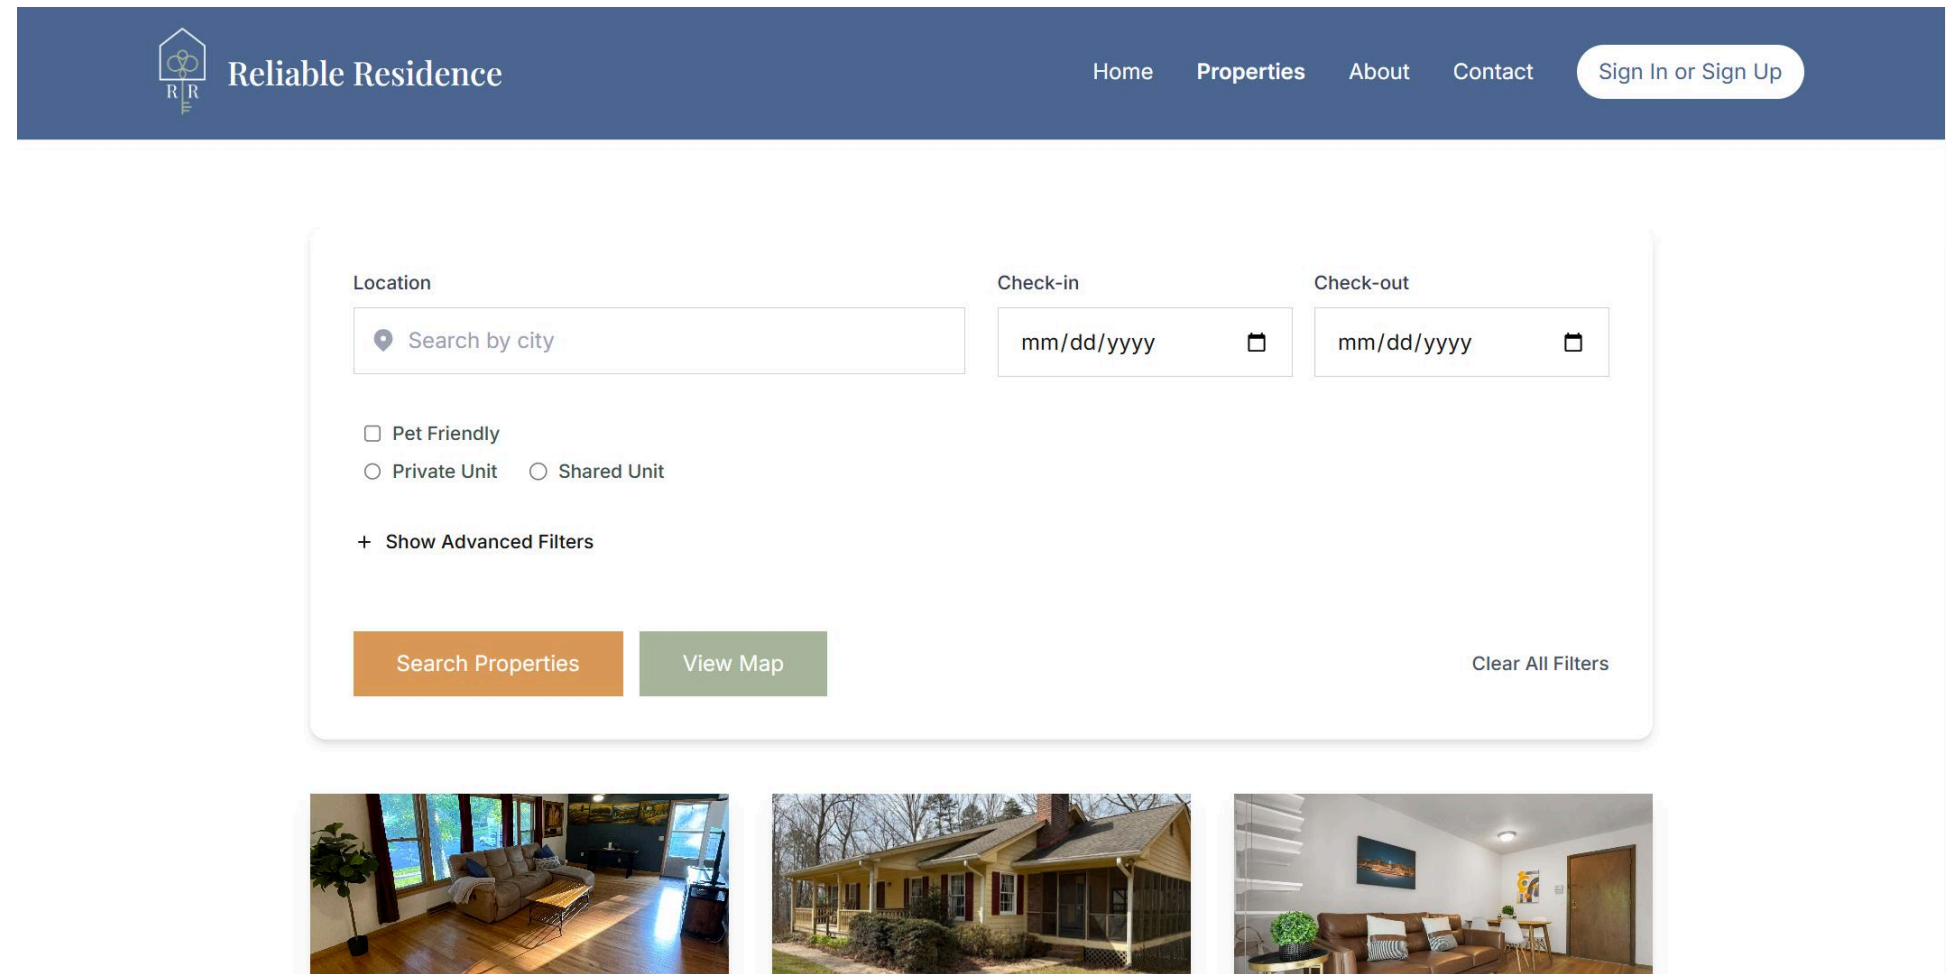 R R
Reliable Residence
Home Properties About Contact Sign In or Sign Up
Location
Search by city
Check-in
mm/dd/yyyy
Check-out
mm/dd/yyyy
Pet Friendly
Private Unit Shared Unit
+ Show Advanced Filters
Search Properties View Map Clear All Filters